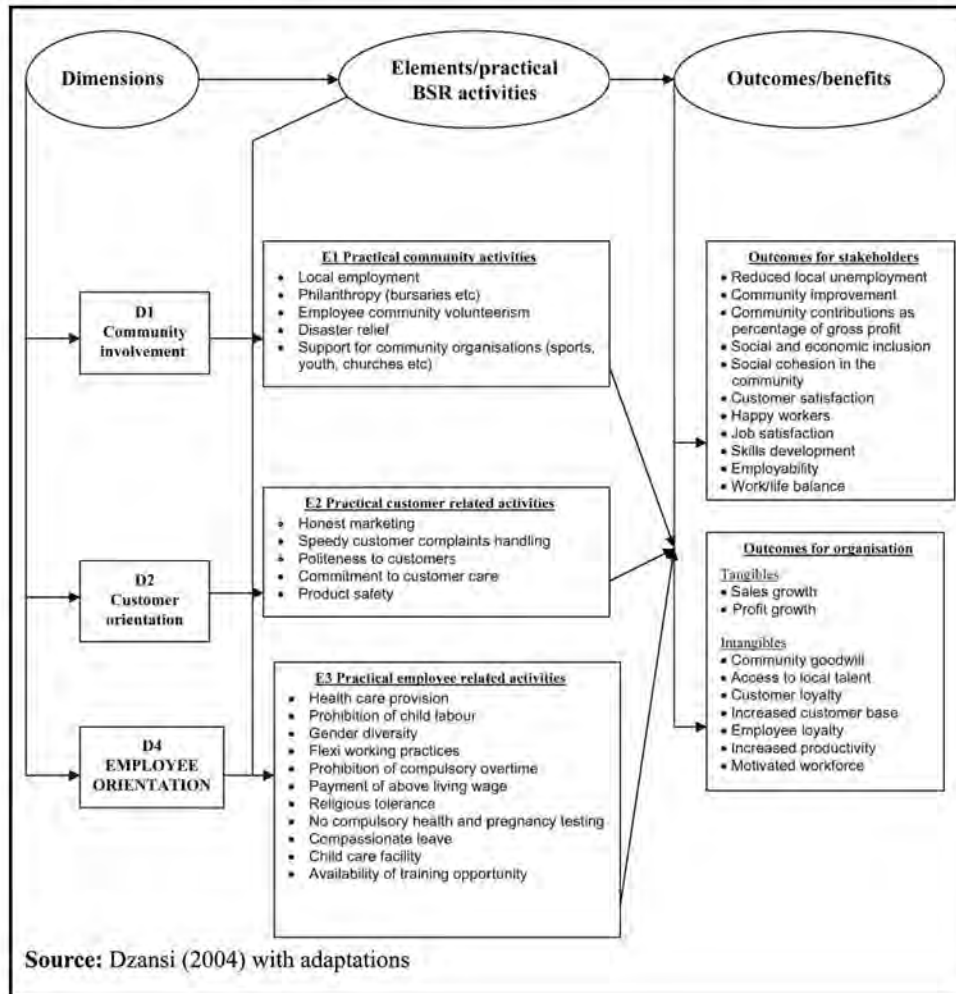 Dimensions
Elements/practical
BSR activities
Outcomes/benefits
D1
Community
involvement
E1 Practical community activities
• Local employment
• Philanthropy (bursaries etc)
• Employee community volunteerism
• Disaster relief
• Support for community organisations (sports,
youth, churches etc)
Outcomes for stakeholders
• Reduced local unemployment
• Community improvement
• Community contributions as
percentage of gross profit
• Social and economic inclusion
• Social cohesion in the
community
• Customer satisfaction
• Happy workers
• Job satisfaction
• Skills development
• Employability
• Work/life balance
D2
Customer
orientation
E2 Practical customer related activities
• Honest marketing
• Speedy customer complaints handling
• Politeness to customers
• Commitment to customer care
• Product safety
Outcomes for organisation
Tangibles
• Sales growth
• Profit growth
Intangibles
• Community goodwill
• Access to local talent
• Customer loyalty
• Increased customer base
• Employee loyalty
• Increased productivity
• Motivated workforce
D4
EMPLOYEE
ORIENTATION
E3 Practical employee related activities
• Health care provision
• Prohibition of child labour
• Gender diversity
• Flexi working practices
• Prohibition of compulsory overtime
• Payment of above living wage
• Religious tolerance
• No compulsory health and pregnancy testing
• Compassionate leave
• Child care facility
• Availability of training opportunity
Source: Dzansi (2004) with adaptations